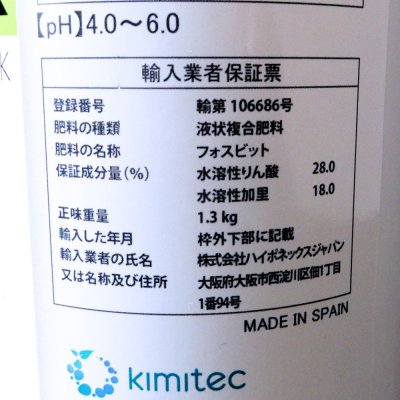 【pH】4.0～6.0
K
輸入業者保証票
登録番号 輸第 106686号
肥料の種類 液状複合肥料
肥料の名称 フォスビット
保証成分量(%) 水溶性りん酸 28.0
水溶性加里 18.0
正味重量 1.3 kg
輸入した年月 枠外下部に記載
輸入業者の氏名 株式会社ハイポネックスジャパン
又は名称及び住所 大阪府大阪市西淀川区佃1丁目
1番94号
MADE IN SPAIN
kimitec